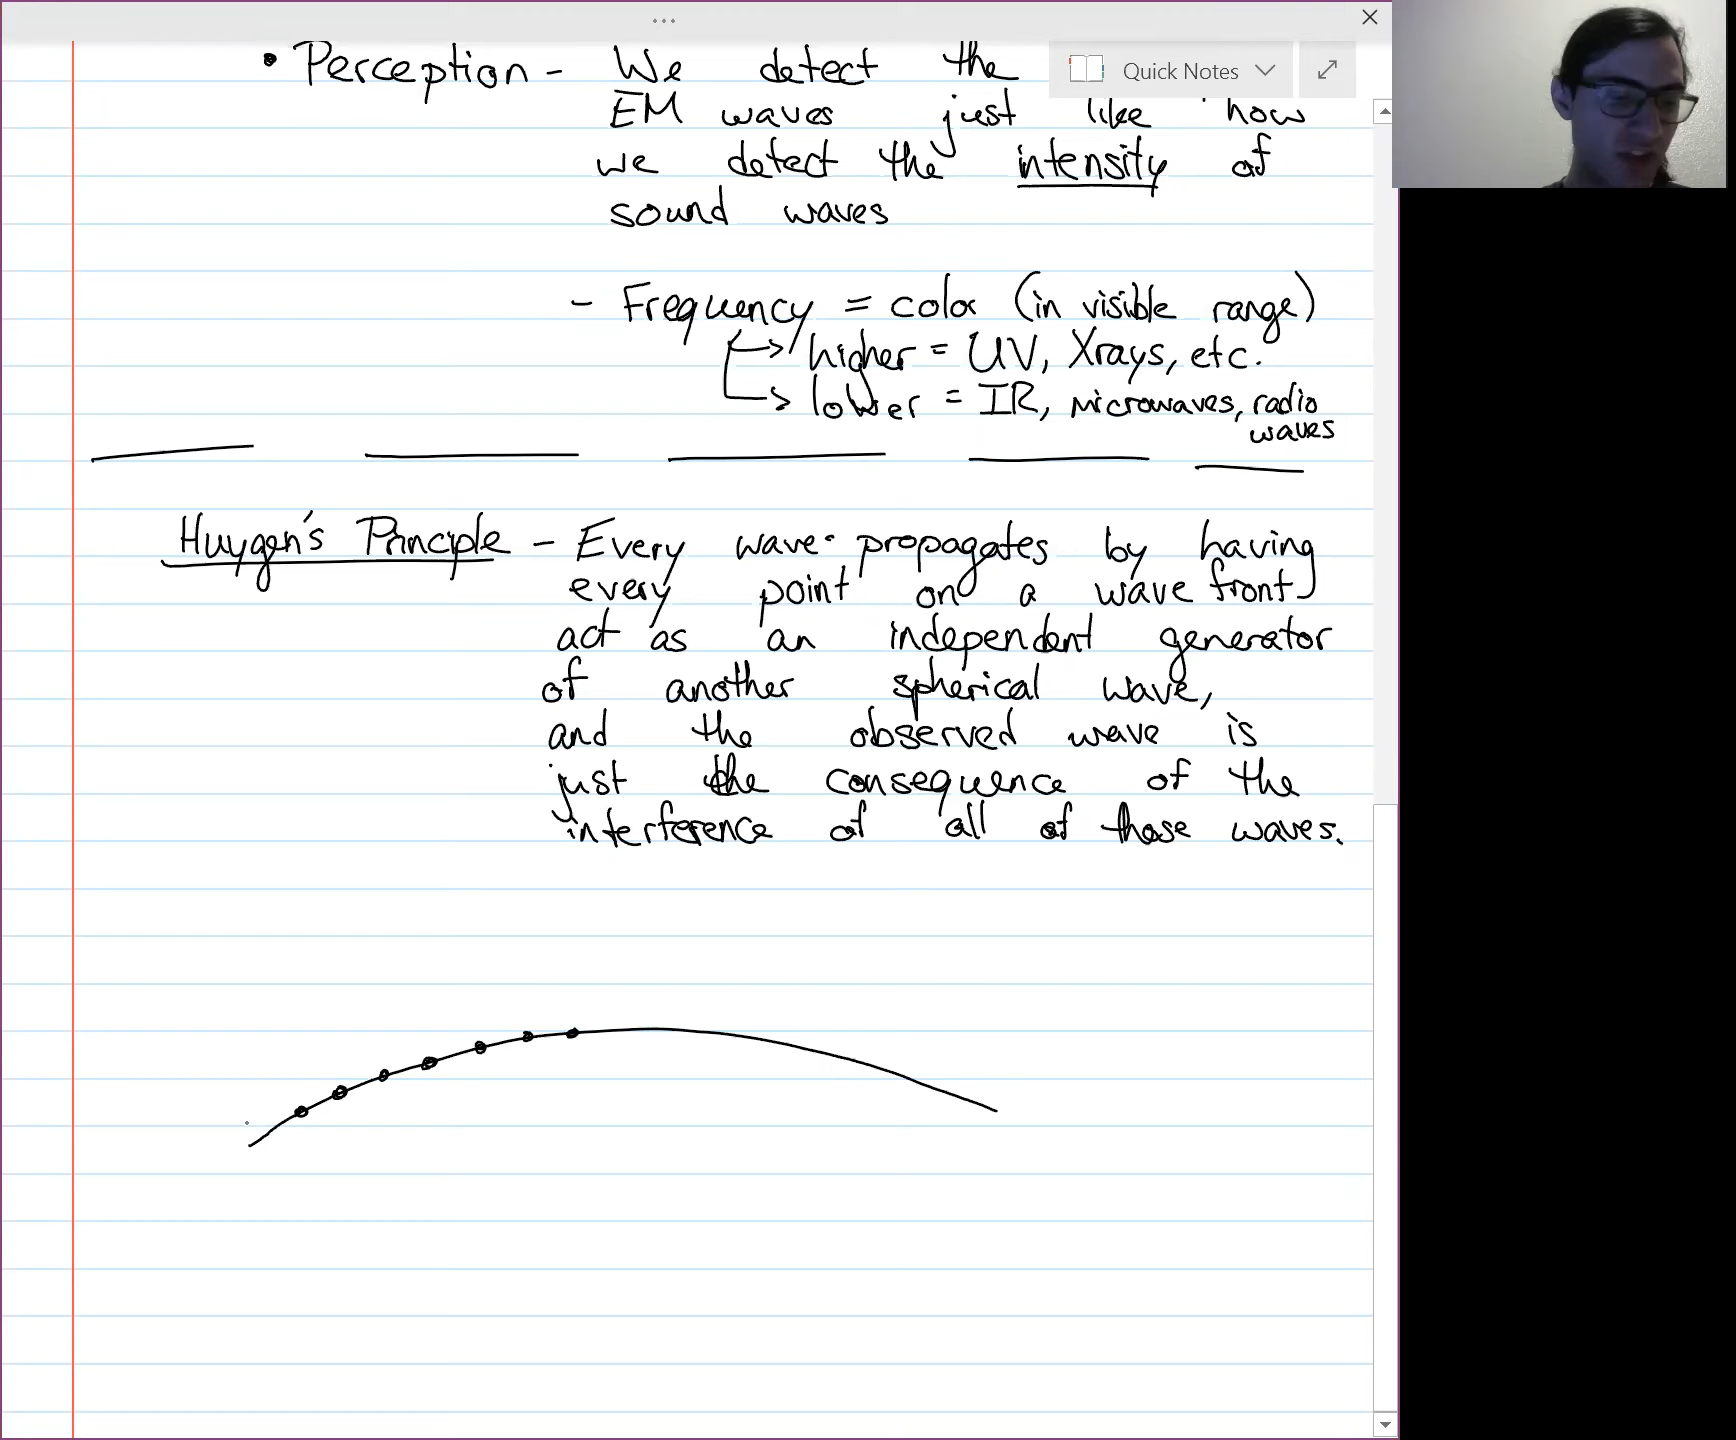 ...
• Perception - We detect the
Quick Notes
EM waves just like how
we detect the intensity of
sound waves
- Frequency = color (in visible range)
higher = UV, Xrays, etc.
lower = IR, microwaves, radio
waves
Huygen's Principle - Every wave propagates by having
every point on a wave front
act as an independent generator
of another spherical wave,
and the observed wave is
just the consequence of the
interference of all of those waves.